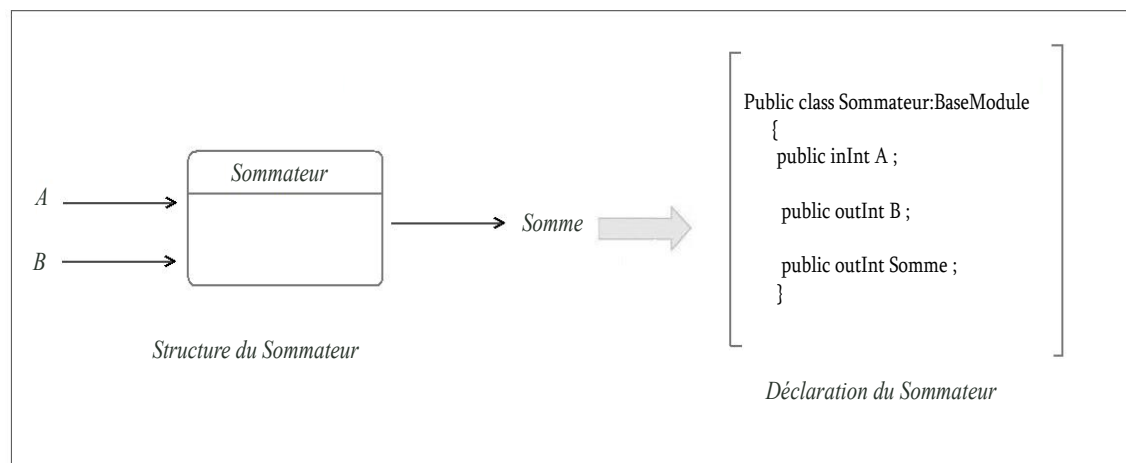 A
B
Sommateur
Somme
Structure du Sommateur
Public class Sommateur:BaseModule
{
public inInt A ;
public outInt B ;
public outInt Somme ;
}
Déclaration du Sommateur